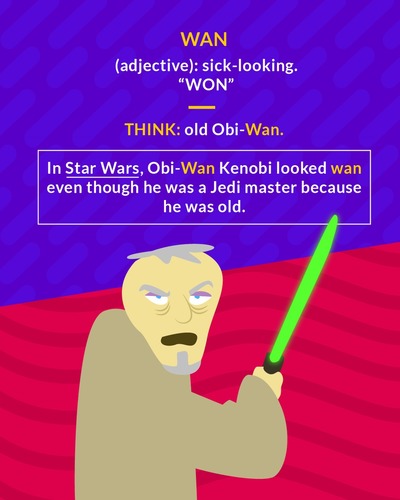 WAN
(adjective): sick-looking.
“WON”
THINK: old Obi-Wan.
In Star Wars, Obi-Wan Kenobi looked wan
even though he was a Jedi master because
he was old.